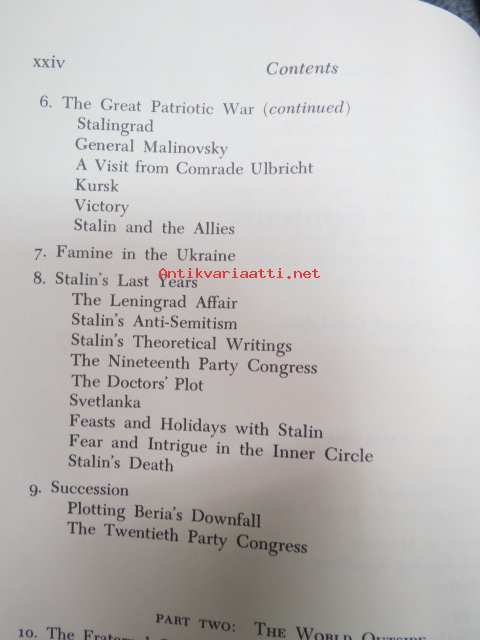 xxiv
Contents
6. The Great Patriotic War (continued)
Stalingrad
General Malinovsky
A Visit from Comrade Ulbricht
Kursk
Victory
Stalin and the Allies
7. Famine in the Ukraine
Antikvariaatti.net
8. Stalin's Last Years
The Leningrad Affair
Stalin's Anti-Semitism
Stalin's Theoretical Writings
The Nineteenth Party Congress
The Doctors' Plot
Svetlanka
Feasts and Holidays with Stalin
Fear and Intrigue in the Inner Circle
Stalin's Death
9. Succession
Plotting Beria's Downfall
The Twentieth Party Congress
PART TWO: THE WORLD OUTSIDE
10. The Fraternal